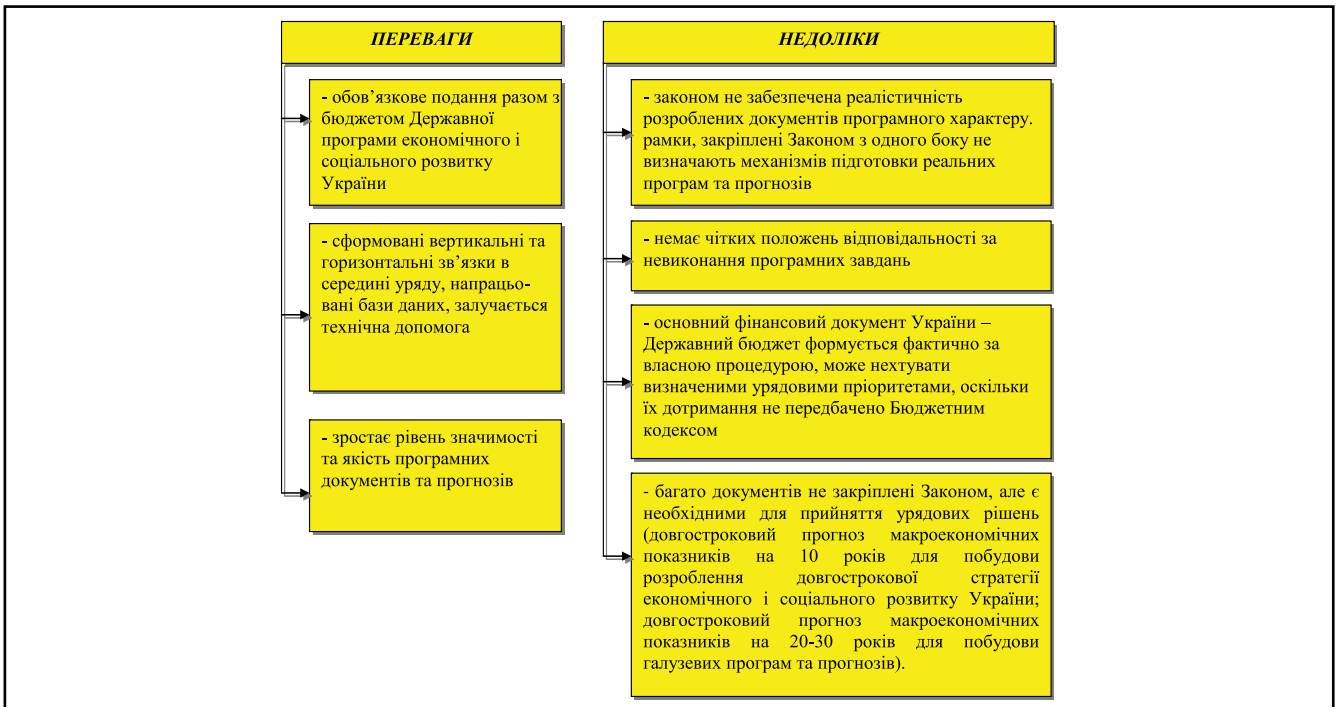 ПЕРЕВАГИ
- обов’язкове подання разом з
бюджетом Державної
програми економічного і
соціального розвитку
України
- сформовані вертикальні та
горизонтальні зв’язки в
середині уряду, напрацьо-
вані бази даних, залучається
технічна допомога
- зростає рівень значимості
та якість програмних
документів та прогнозів
НЕДОЛІКИ
- законом не забезпечена реалістичність
розроблених документів програмного характеру.
рамки, закріплені Законом з одного боку не
визначають механізмів підготовки реальних
програм та прогнозів
- немає чітких положень відповідальності за
невиконання програмних завдань
- основний фінансовий документ України –
Державний бюджет формується фактично за
власною процедурою, може нехтувати
визначеними урядовими пріоритетами, оскільки
їх дотримання не передбачено Бюджетним
кодексом
- багато документів не закріплені Законом, але є
необхідними для прийняття урядових рішень
(довгостроковий прогноз макроекономічних
показників на 10 років для побудови
розроблення довгострокової стратегії
економічного і соціального розвитку України;
довгостроковий прогноз макроекономічних
показників на 20-30 років для побудови
галузевих програм та прогнозів).